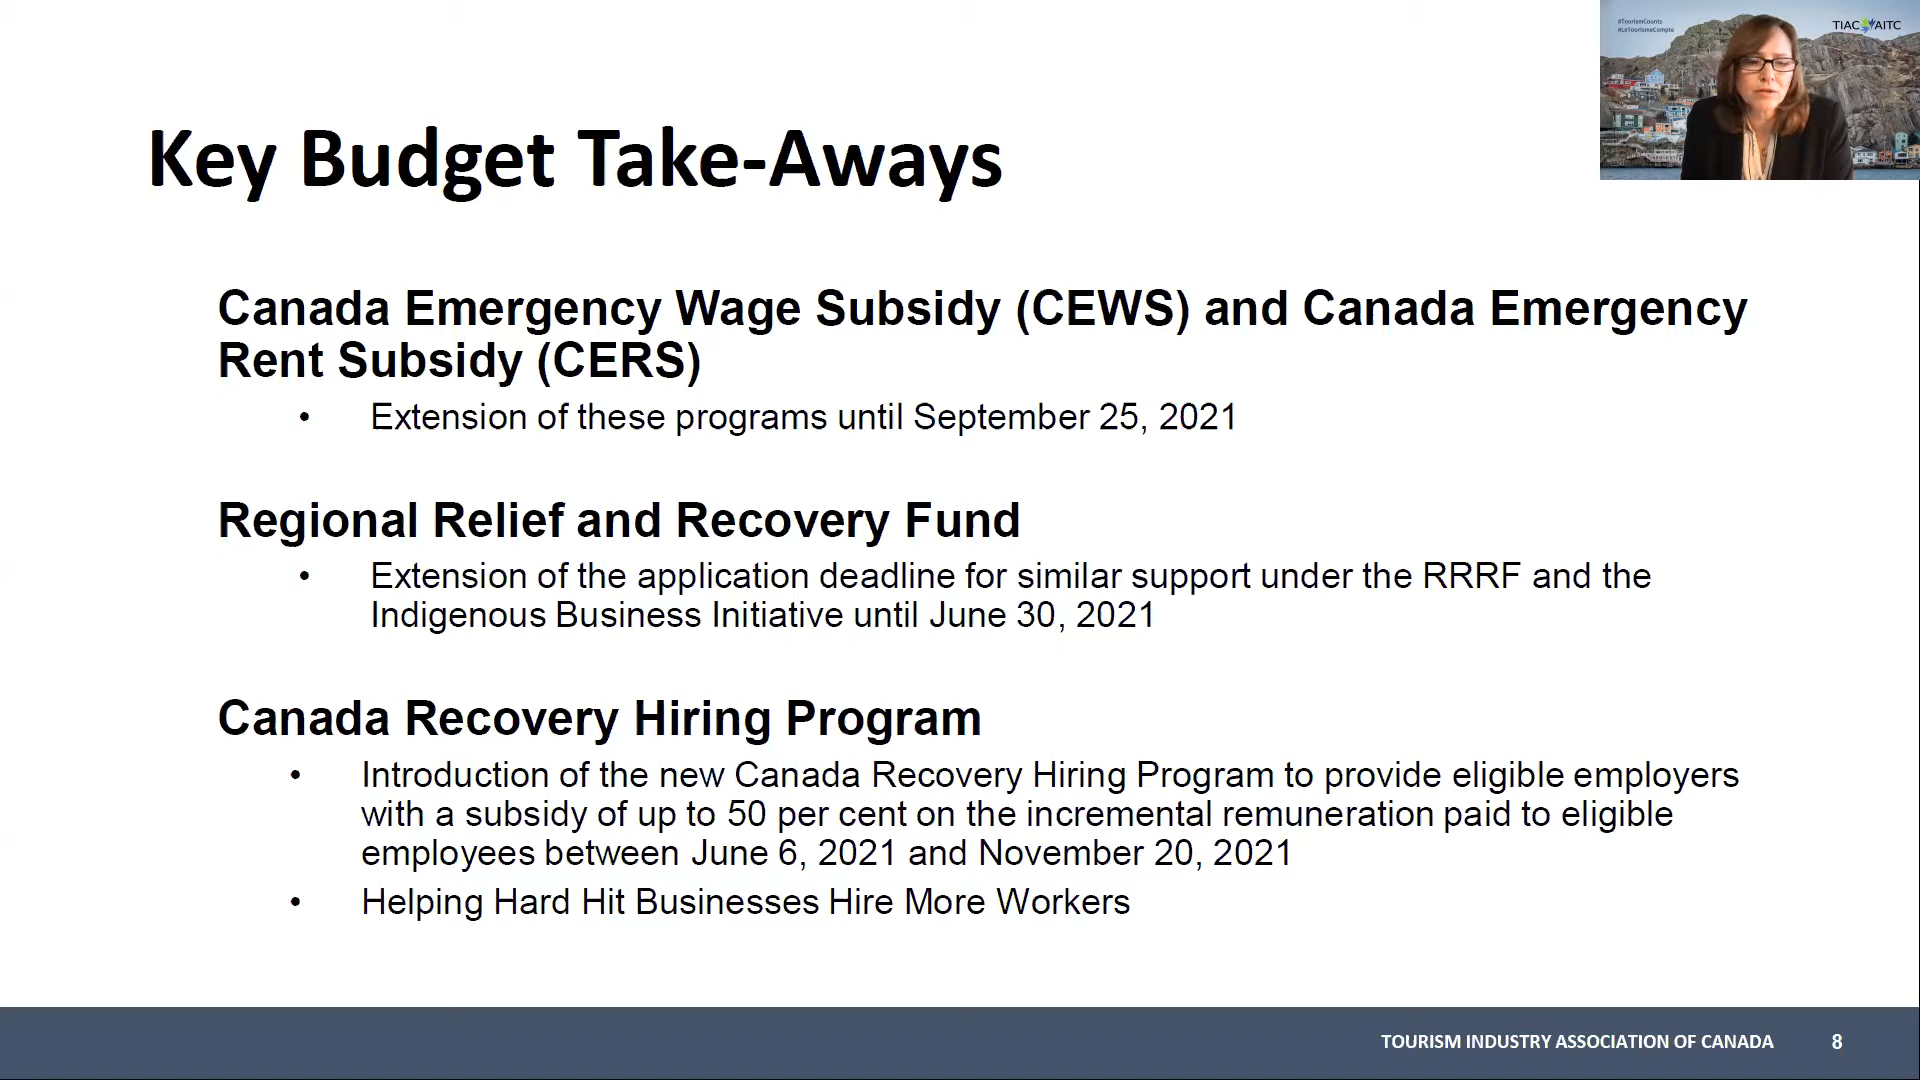 #TourismCounts
#LeTourismeCompte
TIAC AITC
Key Budget Take-Aways
Canada Emergency Wage Subsidy (CEWS) and Canada Emergency
Rent Subsidy (CERS)
• Extension of these programs until September 25, 2021
Regional Relief and Recovery Fund
• Extension of the application deadline for similar support under the RRRF and the
Indigenous Business Initiative until June 30, 2021
Canada Recovery Hiring Program
• Introduction of the new Canada Recovery Hiring Program to provide eligible employers
with a subsidy of up to 50 per cent on the incremental remuneration paid to eligible
employees between June 6, 2021 and November 20, 2021
• Helping Hard Hit Businesses Hire More Workers
TOURISM INDUSTRY ASSOCIATION OF CANADA 8